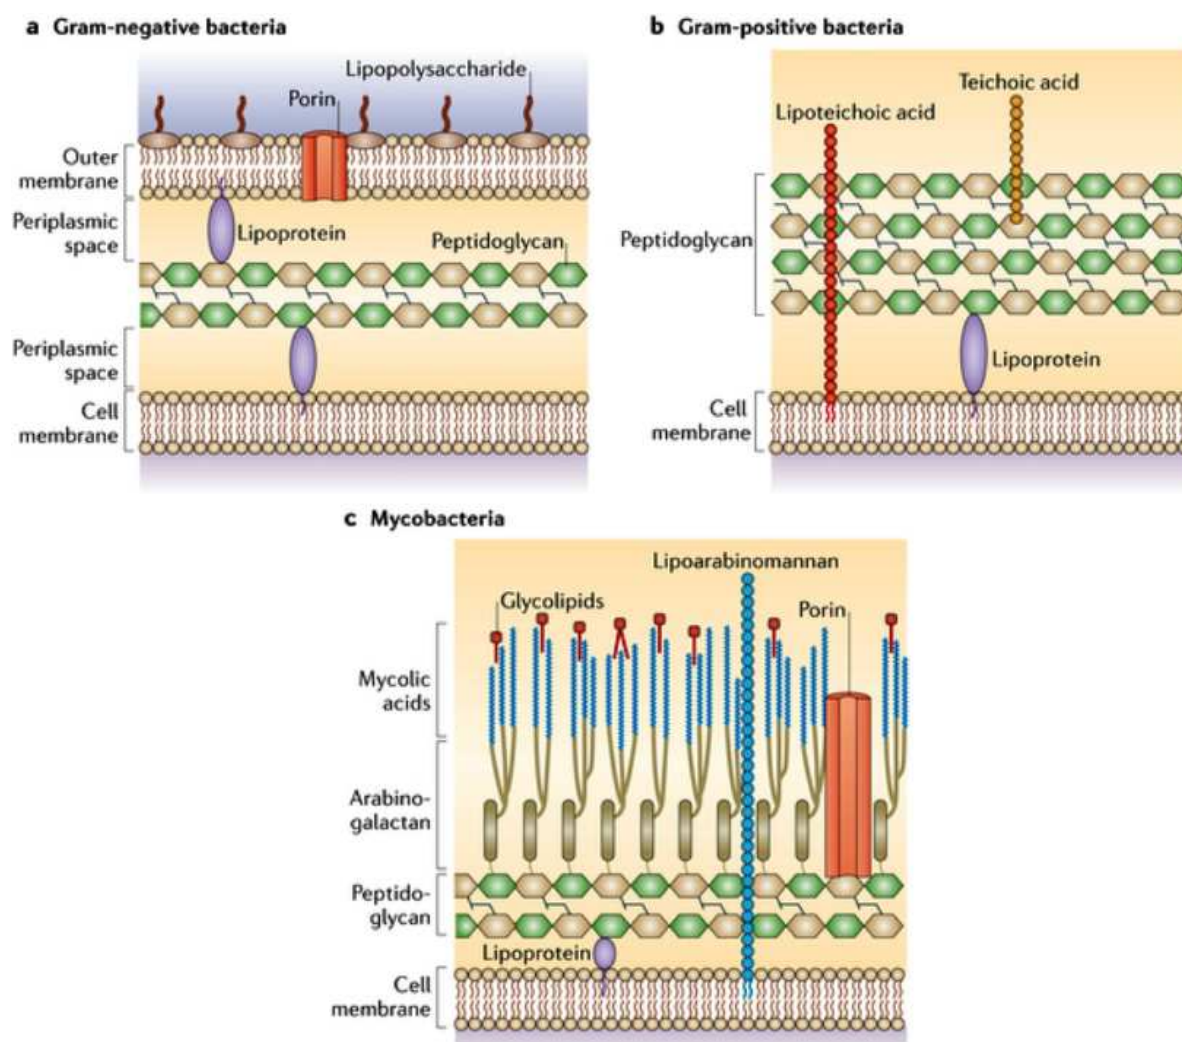 a Gram-negative bacteria
Lipopolysaccharide
Porin
Outer
membrane
Periplasmic
space
Lipoprotein
Peptidoglycan
Periplasmic
space
Cell
membrane
b Gram-positive bacteria
Teichoic acid
Lipoteichoic acid
Peptidoglycan
Lipoprotein
Cell
membrane
c Mycobacteria
Lipoarabinomannan
Glycolipids
Porin
Mycolic
acids
Arabino-
galactan
Peptido-
glycan
Lipoprotein
Cell
membrane